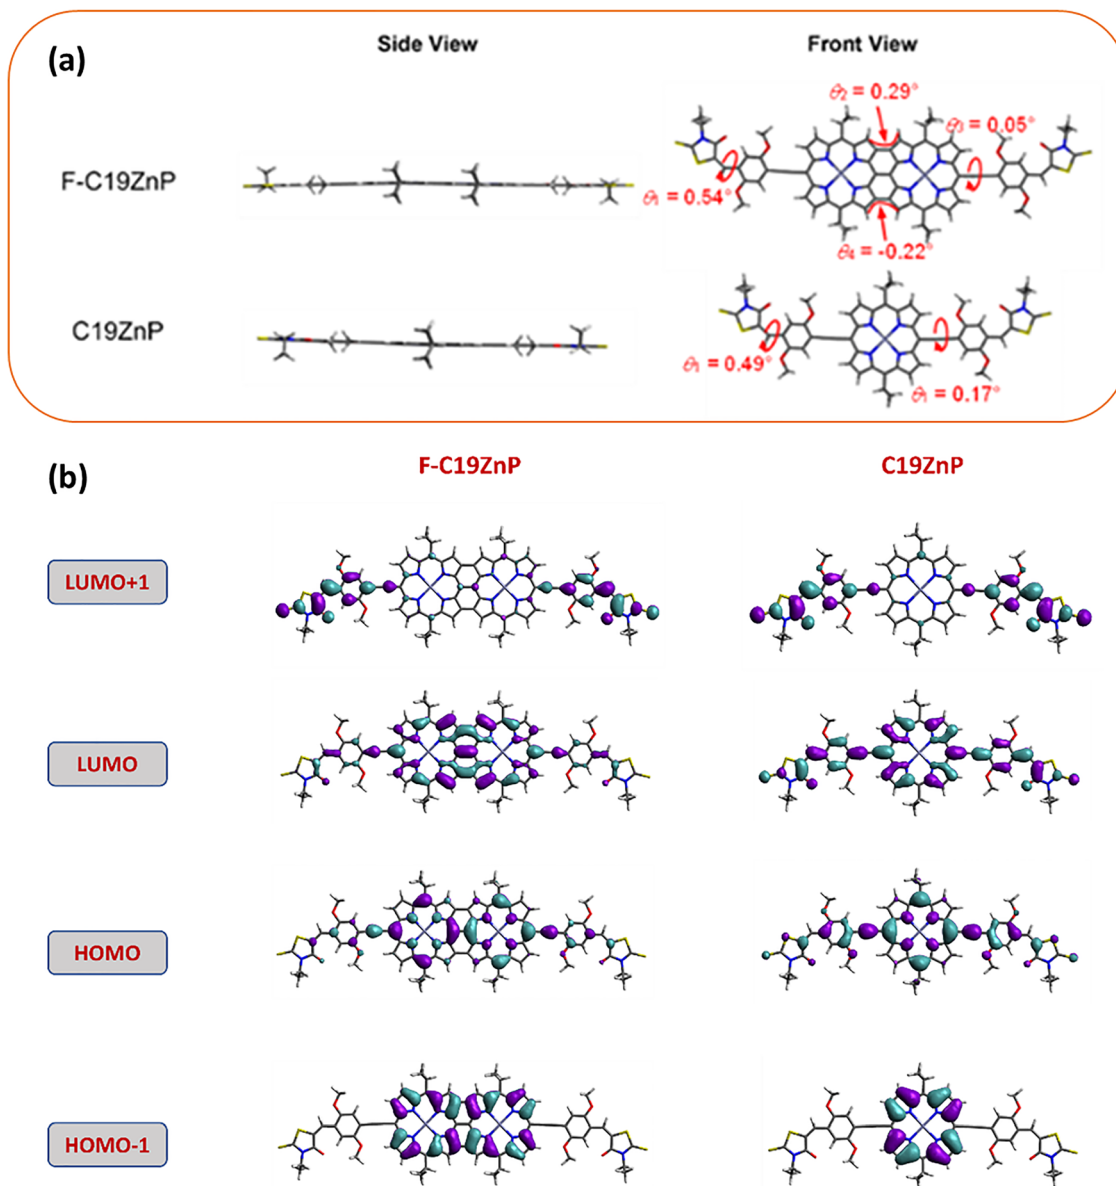 (a)
Side View
Front View
F-C19ZnP
θ₂ = 0.29°
θ₃ = 0.05°
θ₁ = 0.54°
θ₄ = -0.22°
C19ZnP
θ₁ = 0.49°
θ₁ = 0.17°
(b)
F-C19ZnP
C19ZnP
LUMO+1
LUMO
HOMO
HOMO-1